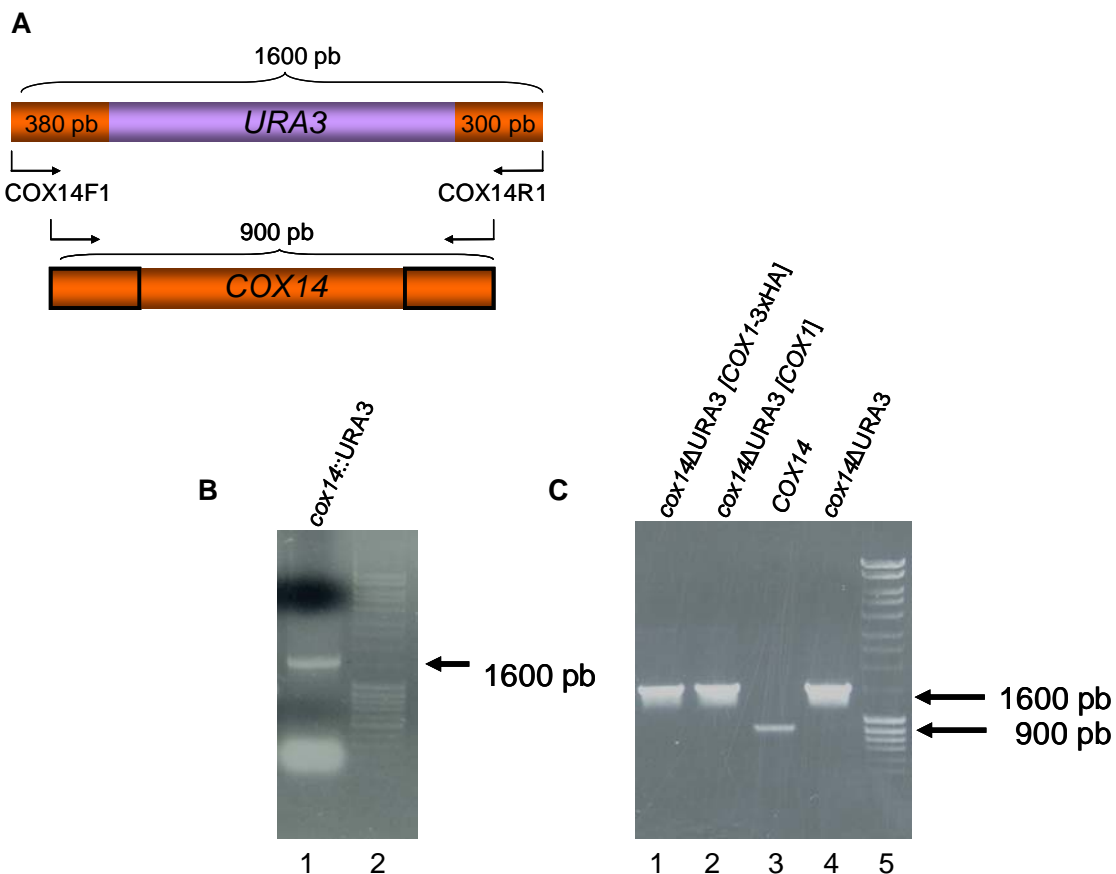 A
1600 pb
380 pb URA3 300 pb
COX14F1 COX14R1
900 pb
COX14
B
cox14::URA3
1600 pb
1 2
C
cox14ΔURA3 [COX1-3xHA]
cox14ΔURA3 [COX1]
COX14
cox14ΔURA3
1600 pb
900 pb
1 2 3 4 5